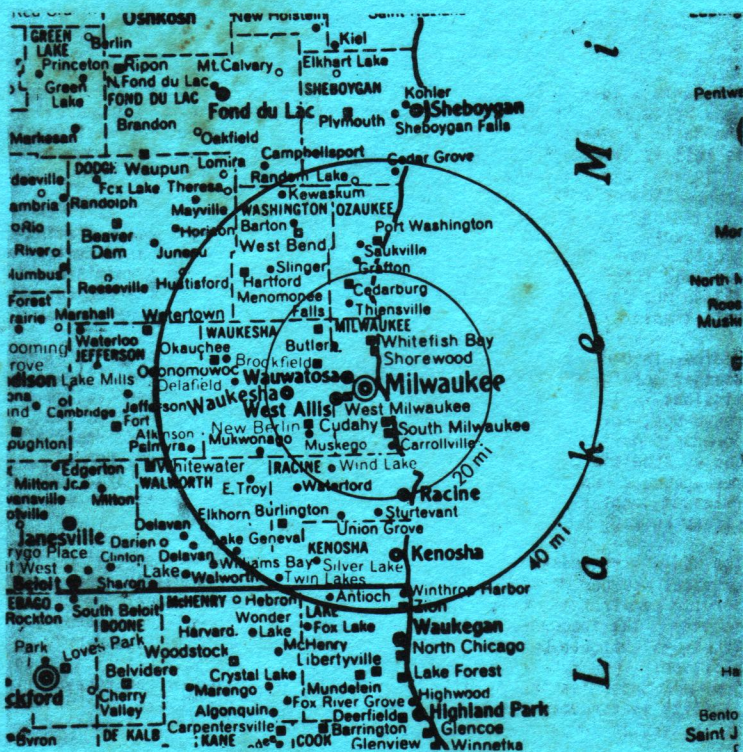 Oshkosh
New Holstein
GREEN
LAKE
Berlin
Kiel
Princeton
Ripon
Mt. Calvary
Elkhart Lake
Green
Lake
N. Fond du Lac
FOND DU LAC
SHEBOYGAN
Kohler
Fond du Lac
Sheboygan
Brandon
Plymouth
Sheboygan Falls
Markesan
Oakfield
DODGE
Waupun
Lomira
Campbellsport
Cedar Grove
Random Lake
Fox Lake
Theresa
Kewaskum
Randolph
Mayville
WASHINGTON
OZAUKEE
Rio
Horicon
Barton
Port Washington
Beaver
Dam
Juneau
West Bend
Saukville
Grafton
Slinger
Reeseville
Hustisford
Hartford
Cedarburg
Menomonee
Falls
Thiensville
Forest
Marshall
Watertown
WAUKESHA
MILWAUKEE
Waterloo
JEFFERSON
Okauchee
Butler
Whitefish Bay
Brookfield
Shorewood
Oconomowoc
Lake Mills
Delafield
Wauwatosa
Milwaukee
Cambridge
Jefferson
Waukesha
West Allis
West Milwaukee
Fort
Atkinson
New Berlin
Cudahy
South Milwaukee
Palmyra
Mukwonago
Muskego
Carrollville
Edgerton
Whitewater
RACINE
Wind Lake
20 mi
Milton Jc.
WALWORTH
E. Troy
Waterford
Racine
Milton
Elkhorn
Burlington
Sturtevant
Janesville
Delavan
Union Grove
Darien
Lake Geneva
KENOSHA
Kenosha
40 mi
Clinton
Delavan
Lake
Williams Bay
Silver Lake
Beloit
Sharon
Walworth
Twin Lakes
Winthrop Harbor
Antioch
Zion
South Beloit
McHENRY
Hebron
LAKE
Rockton
BOONE
Wonder
Lake
Fox Lake
Waukegan
Harvard
North Chicago
Park
Loves Park
Woodstock
McHenry
Libertyville
Belvidere
Crystal Lake
Lake Forest
Marengo
Mundelein
Cherry
Valley
Fox River Grove
Highwood
Algonquin
Deerfield
Highland Park
Carpentersville
Barrington
Glencoe
Byron
DE KALB
KANE
COOK
Glenview
Winnetka
Lake Mi
Bento
Saint J